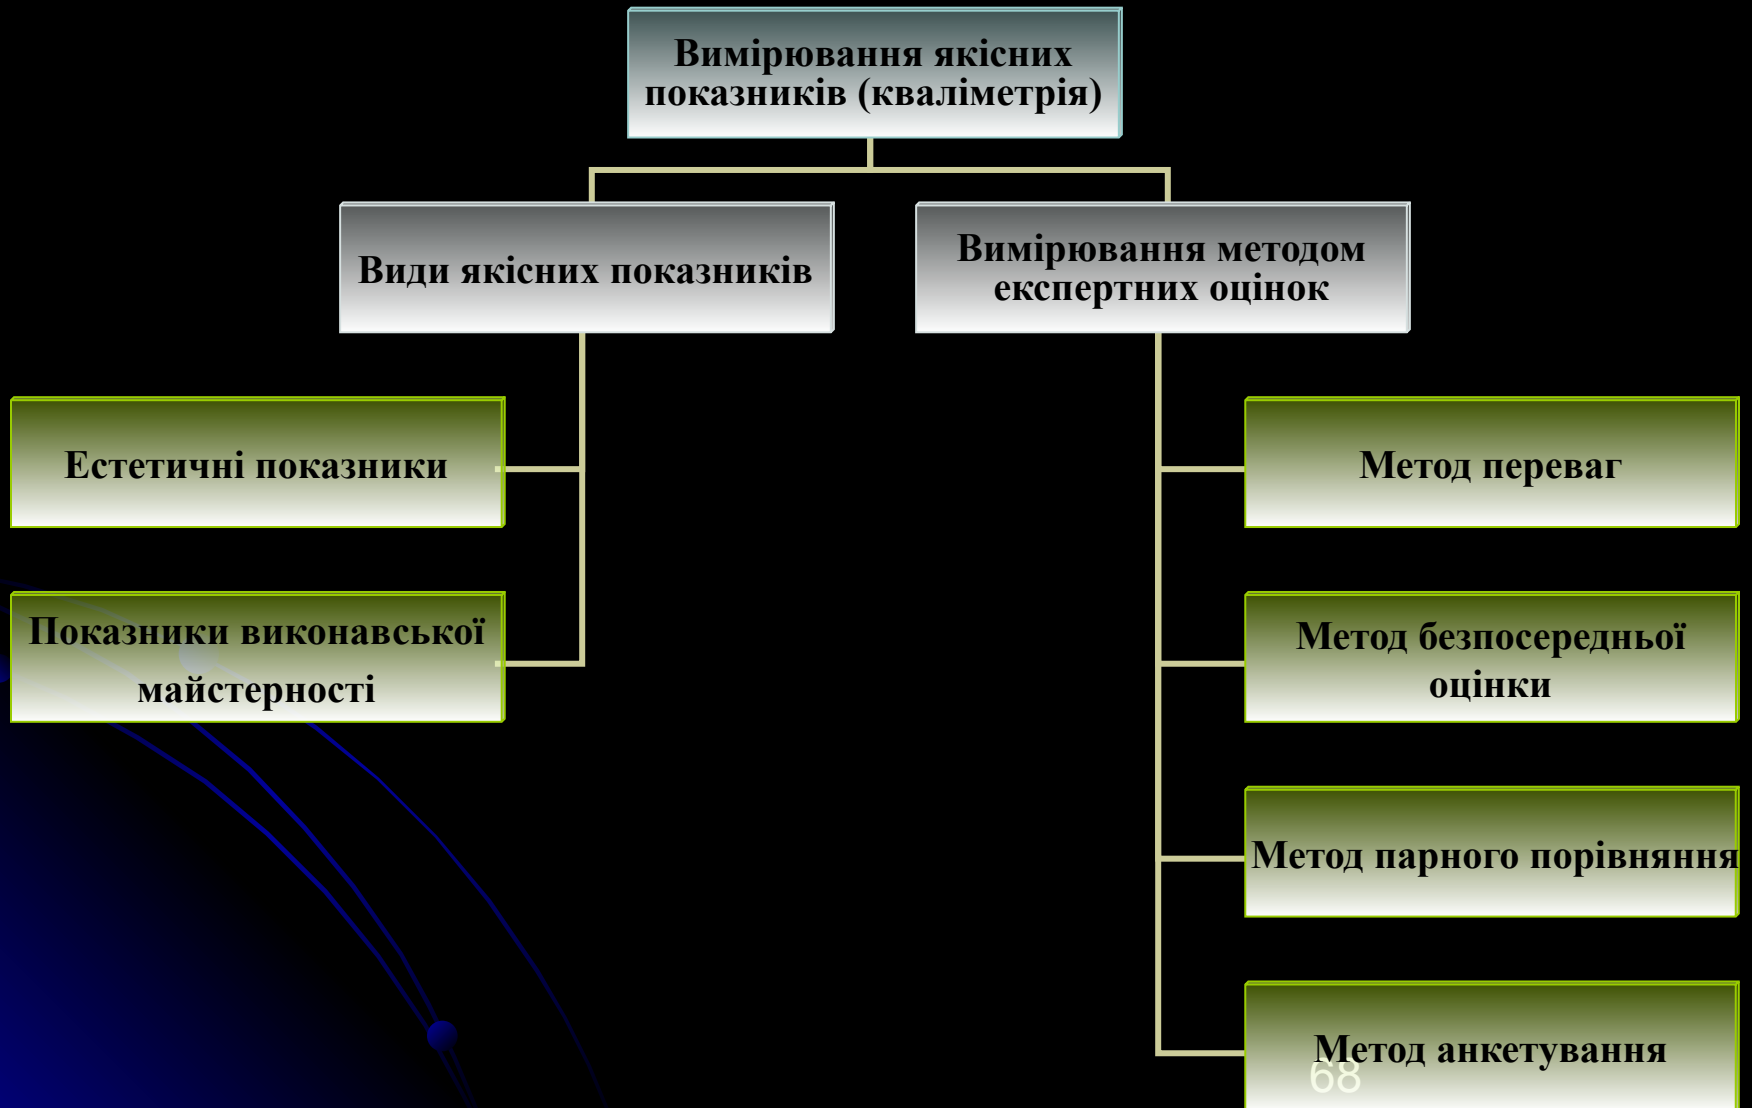 Вимірювання якісних
показників (кваліметрія)
Види якісних показників
Вимірювання методом
експертних оцінок
Естетичні показники
Показники виконавської
майстерності
Метод переваг
Метод безпосередньої
оцінки
Метод парного порівняння
Метод анкетування
68